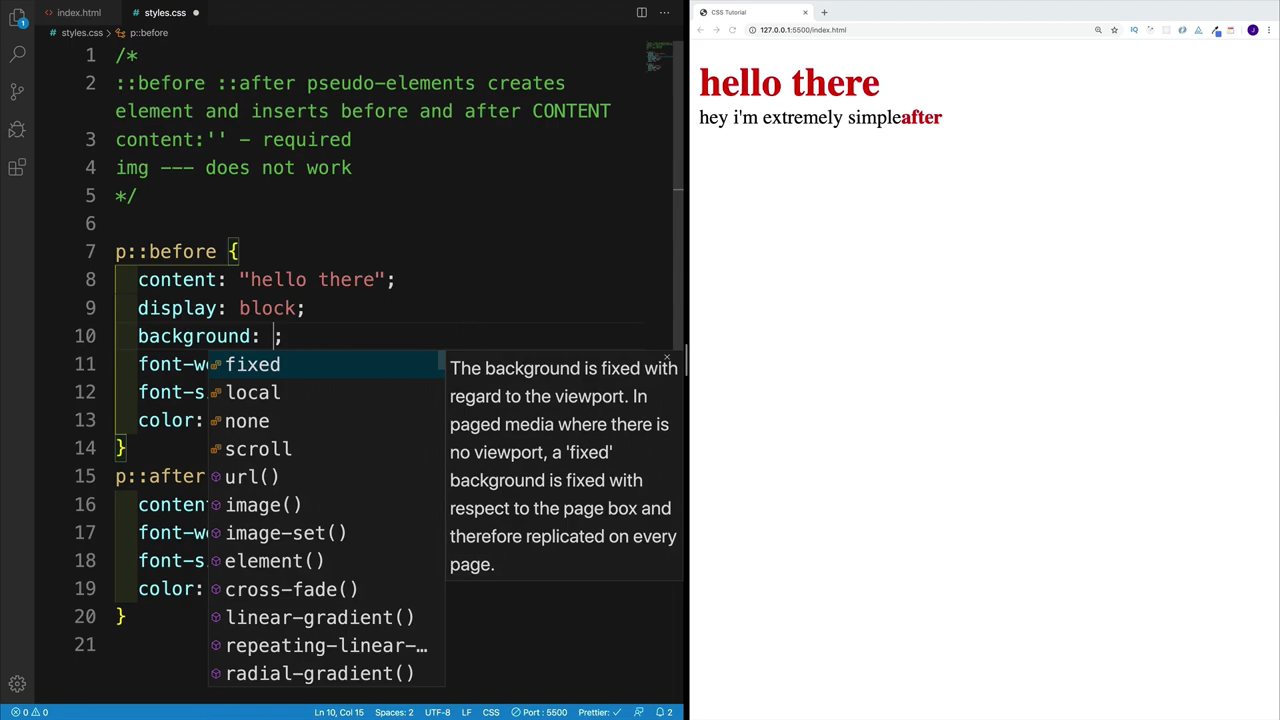 index.html
styles.css
styles.css
p::before
1 /*
2 ::before ::after pseudo-elements creates
element and inserts before and after CONTENT
3 content:'' - required
4 img --- does not work
5 */
6
7 p::before {
8 content: "hello there";
9 display: block;
10 background: ;
11 font-w
12 font-s
13 color:
14 }
15 p::after
16 conten
17 font-w
18 font-s
19 color:
20 }
21
fixed
local
none
scroll
url()
image()
image-set()
element()
cross-fade()
linear-gradient()
repeating-linear-…
radial-gradient()
The background is fixed with
regard to the viewport. In
paged media where there is
no viewport, a 'fixed'
background is fixed with
respect to the page box and
therefore replicated on every
page.
0 0
Ln 10, Col 15
Spaces: 2
UTF-8
LF
CSS
Port : 5500
Prettier:
2
CSS Tutorial
127.0.0.1:5500/index.html
IQ
J
hello there
hey i'm extremely simpleafter